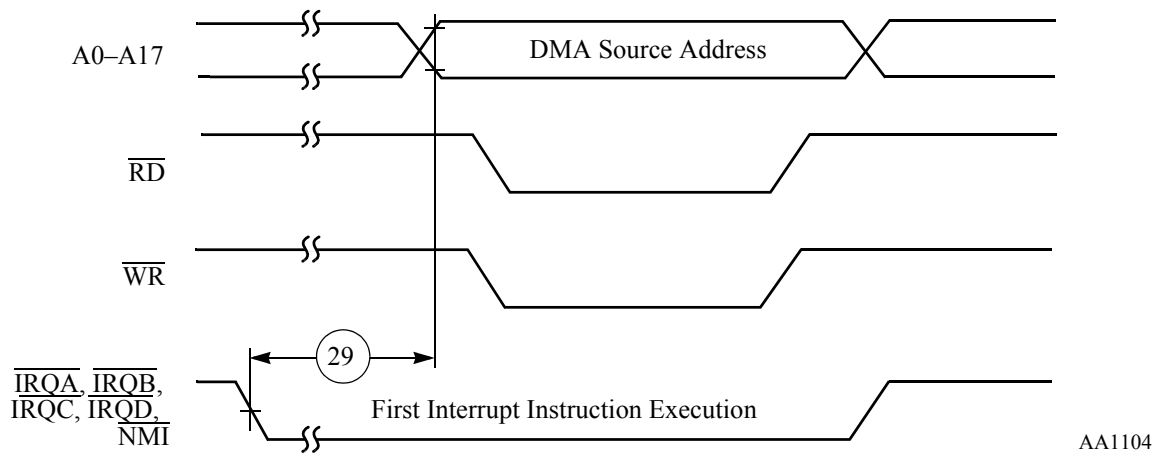 A0–A17
DMA Source Address
RD
WR
29
IRQA, IRQB,
IRQC, IRQD,
NMI
First Interrupt Instruction Execution
AA1104